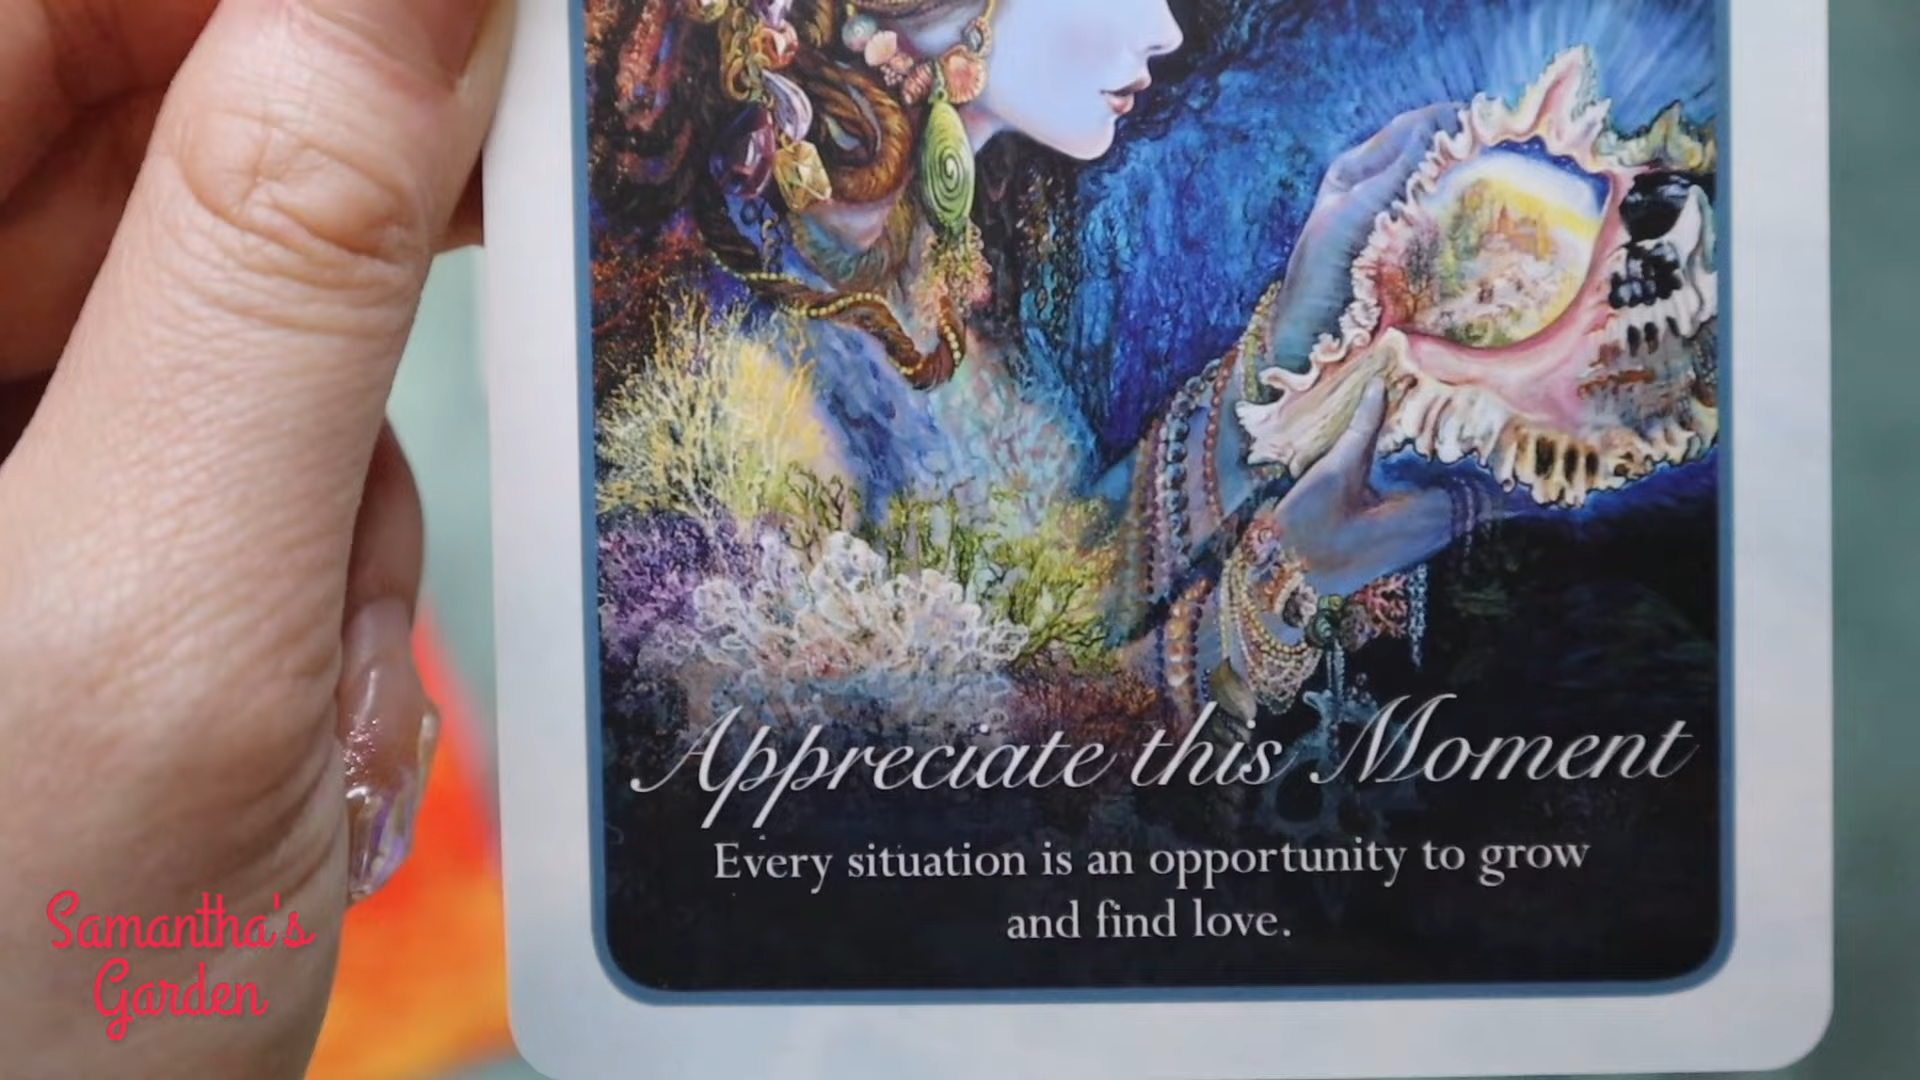 Appreciate this Moment
Every situation is an opportunity to grow
and find love.
Samantha's
Garden